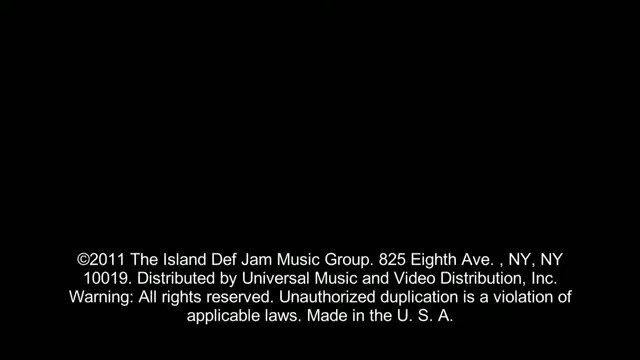 ©2011 The Island Def Jam Music Group. 825 Eighth Ave. , NY, NY
10019. Distributed by Universal Music and Video Distribution, Inc.
Warning: All rights reserved. Unauthorized duplication is a violation of
applicable laws. Made in the U. S. A.